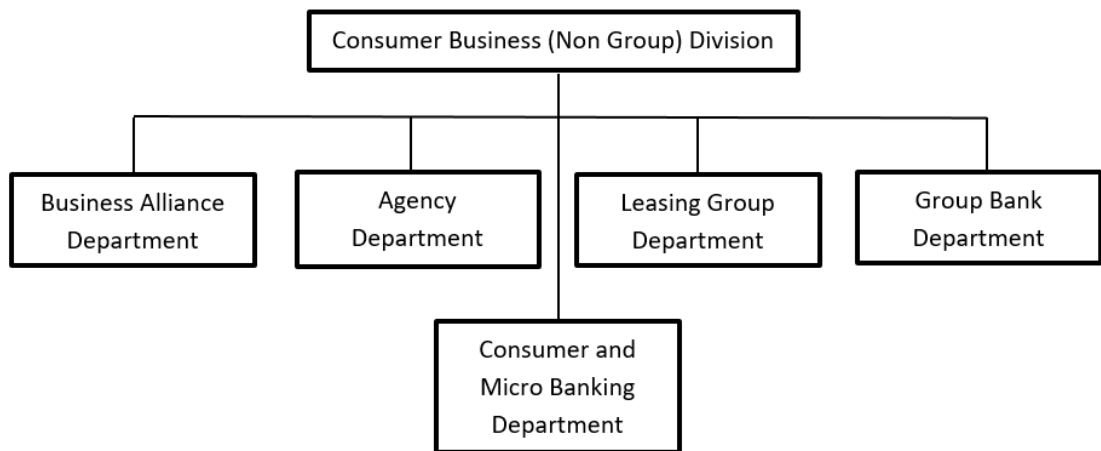 Consumer Business (Non Group) Division
Business Alliance
Department
Agency
Department
Leasing Group
Department
Group Bank
Department
Consumer and
Micro Banking
Department